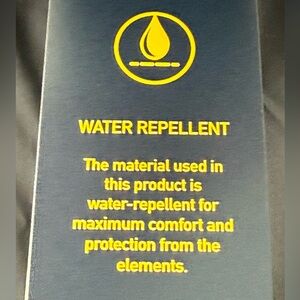 WATER REPELLENT
The material used in
this product is
water-repellent for
maximum comfort and
protection from the
elements.